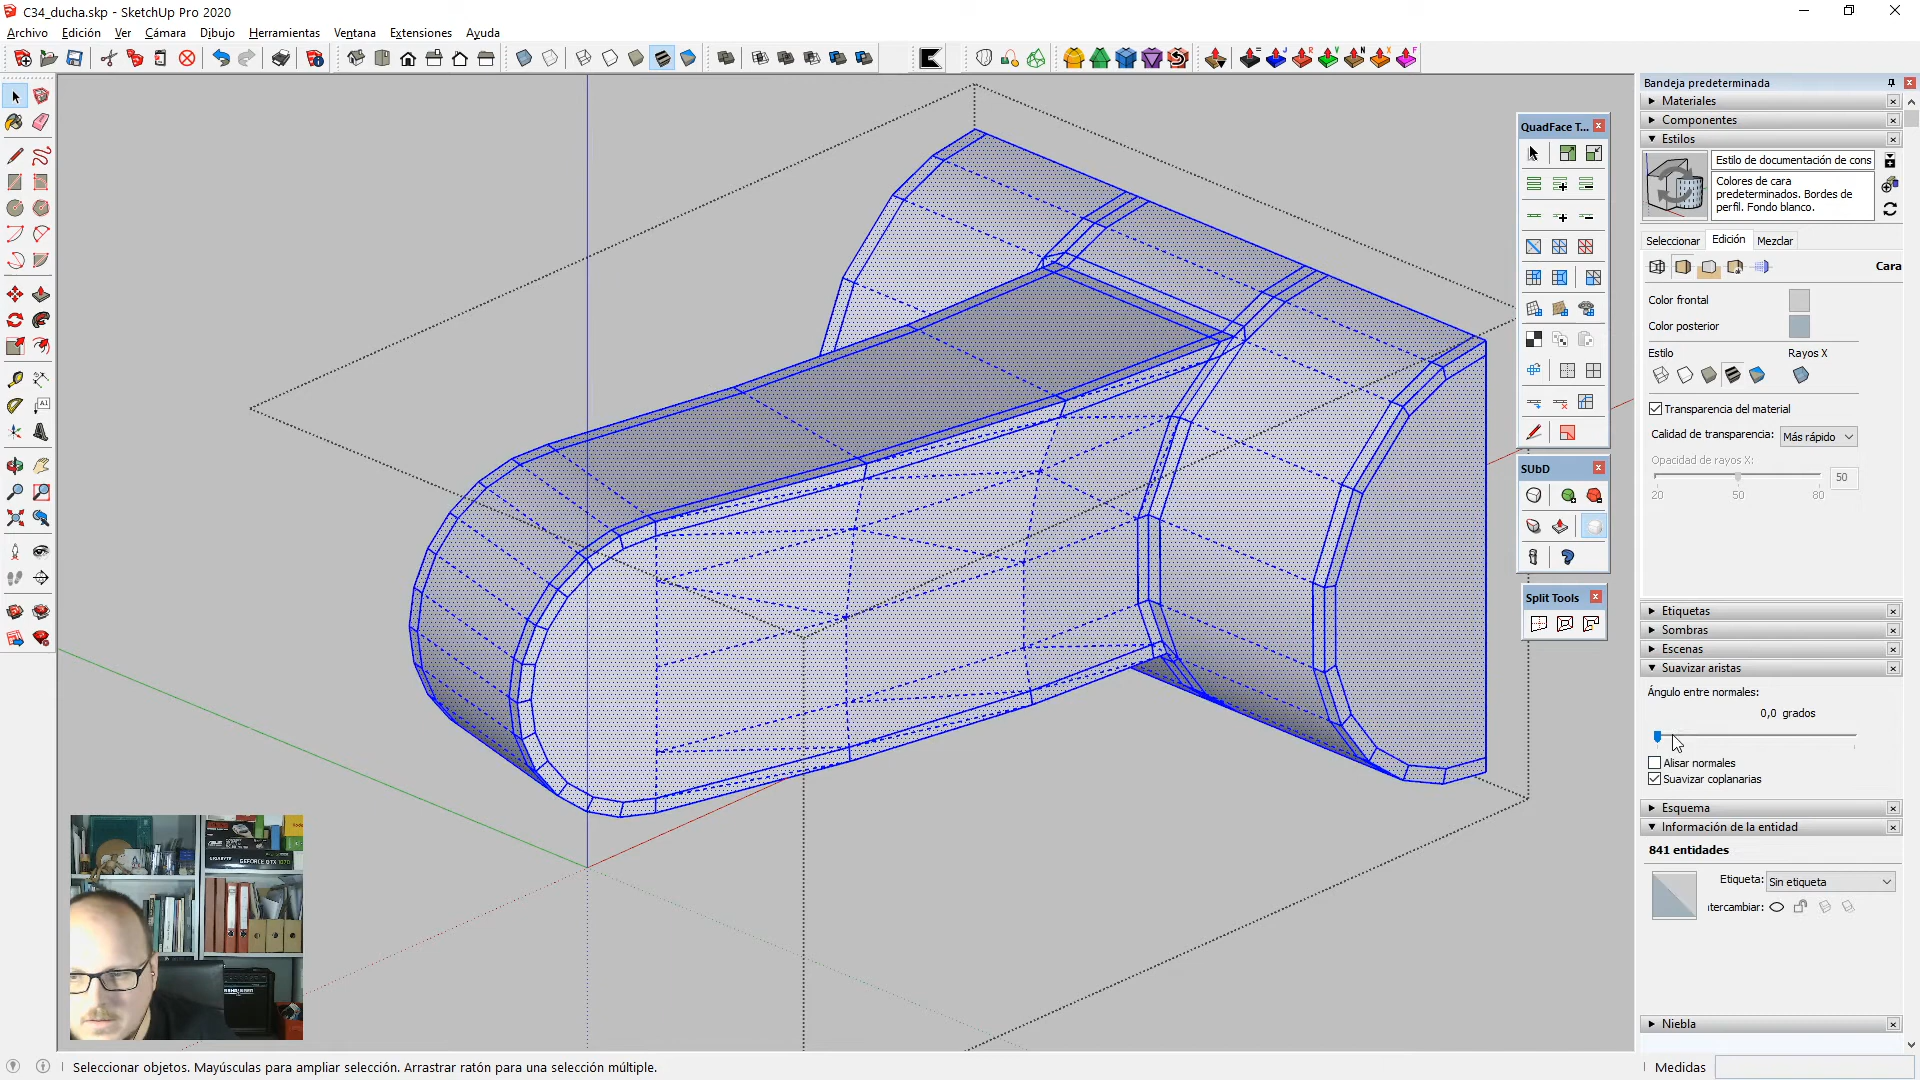 C34_ducha.skp - SketchUp Pro 2020
Archivo Edición Ver Cámara Dibujo Herramientas Ventana Extensiones Ayuda
Bandeja predeterminada
Materiales
Componentes
Estilos
Estilo de documentación de cons
Colores de cara
predeterminados. Bordes de
perfil. Fondo blanco.
Seleccionar Edición Mezclar
Cara
Color frontal
Color posterior
Estilo Rayos X
Transparencia del material
Calidad de transparencia: Más rápido
Opacidad de rayos X:
50
20 50 80
Etiquetas
Sombras
Escenas
Suavizar aristas
Ángulo entre normales:
0,0 grados
Alisar normales
Suavizar coplanarias
Esquema
Información de la entidad
841 entidades
Etiqueta: Sin etiqueta
ıtercambiar:
Niebla
QuadFace T...
SUbD
Split Tools
GEFORCE GTX 1070
Seleccionar objetos. Mayúsculas para ampliar selección. Arrastrar ratón para una selección múltiple.
Medidas